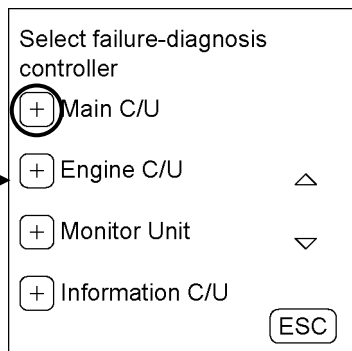 Select failure-diagnosis
controller
+ Main C/U
+ Engine C/U
+ Monitor Unit
+ Information C/U
ESC